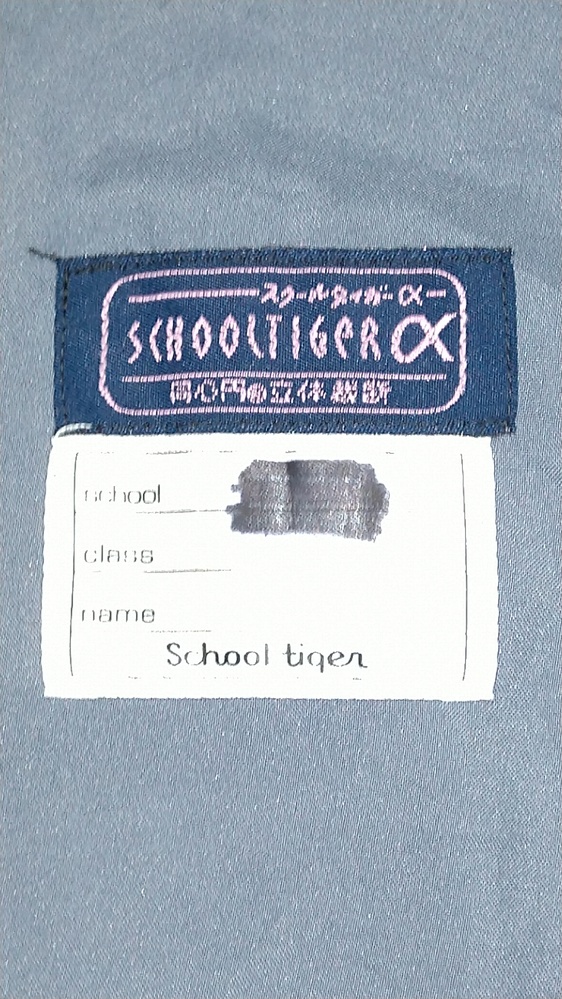 スクールタイガーα
SCHOOLTIGERα
同心円の立体裁断
school
class
name
School tiger